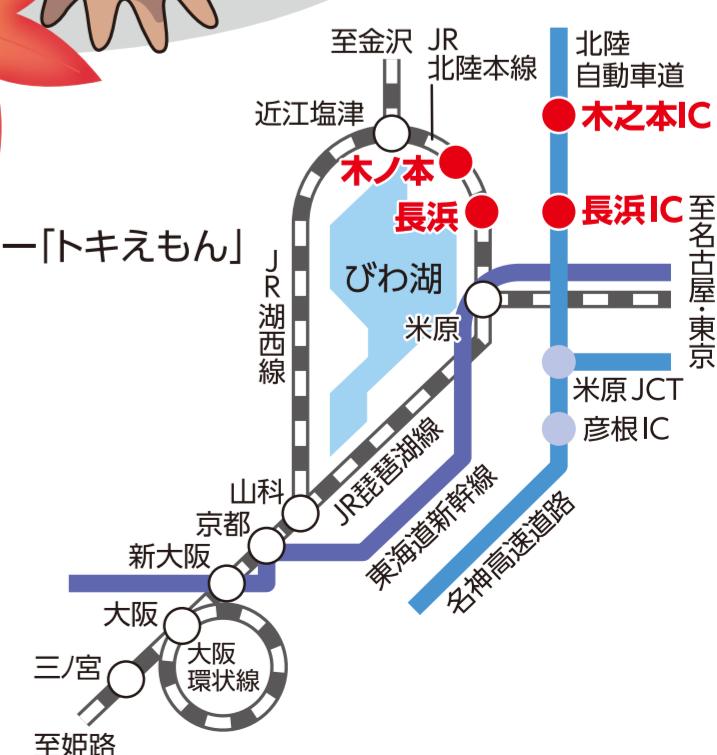 至金沢
JR
北陸本線
北陸
自動車道
近江塩津
木之本IC
木ノ本
長浜
長浜IC
至名古屋・東京
ー「トキえもん」
JR湖西線
びわ湖
米原
米原JCT
彦根IC
山科
JR琵琶湖線
京都
東海道新幹線
新大阪
名神高速道路
大阪
大阪
環状線
三ノ宮
至姫路